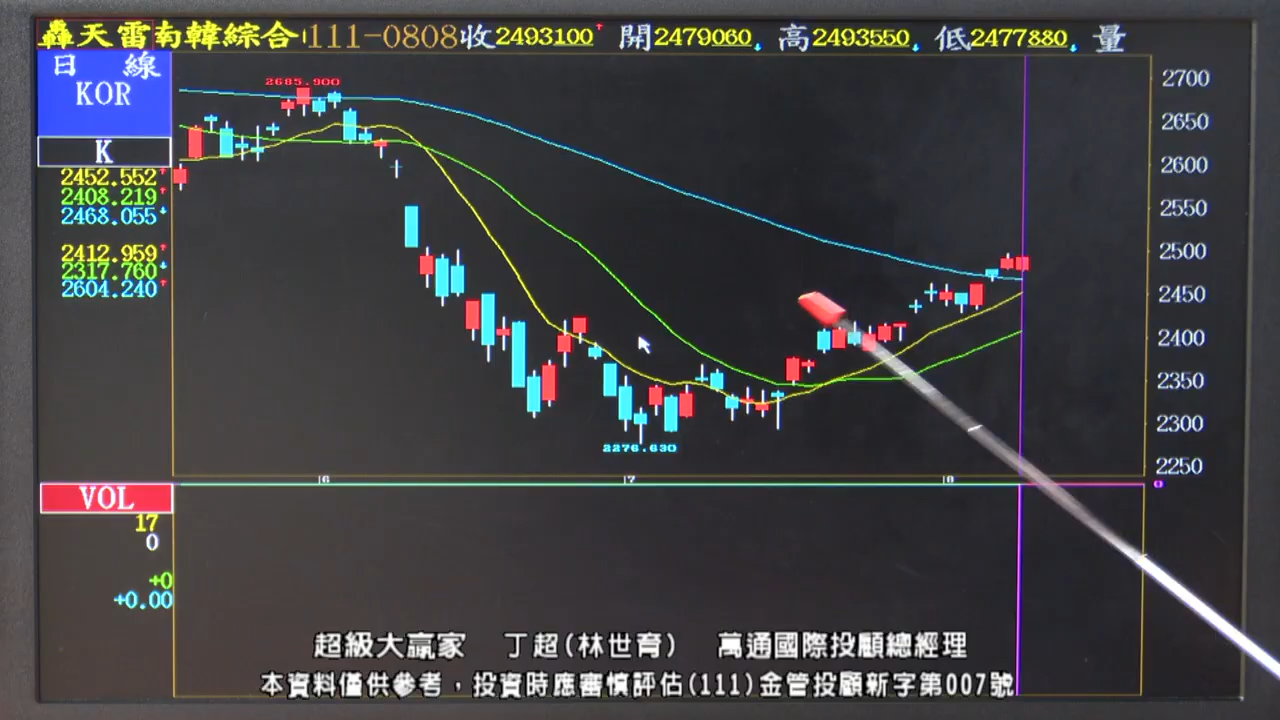 轟天雷南韓綜合 111-0808收2493100↑ 開2479060↓ 高2493550↓ 低2477880↓ 量
日 線
KOR
K
2452.552↑
2408.219↑
2468.055↓
2412.959↑
2317.760↓
2604.240↑
2685.900
2276.630
2700
2650
2600
2550
2500
2450
2400
2350
2300
2250
6 7 8 0
VOL
17
0
+0
+0.00
超級大贏家 丁超(林世育) 萬通國際投顧總經理
本資料僅供參考,投資時應審慎評估(111)金管投顧新字第007號